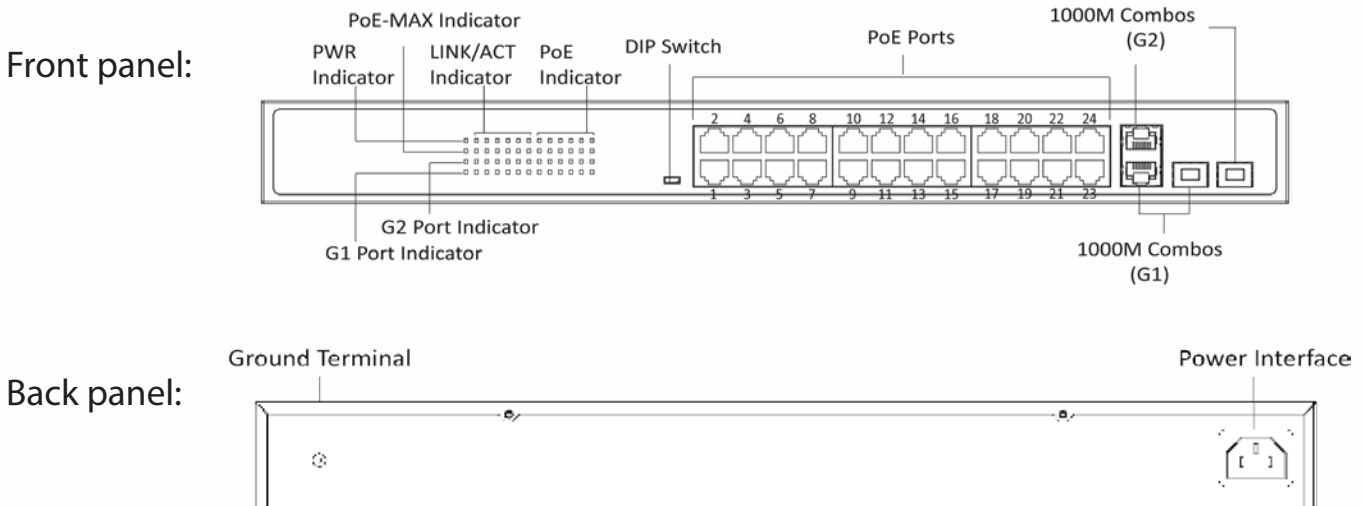 Front panel:
PoE-MAX Indicator
PWR
Indicator
LINK/ACT
Indicator
PoE
Indicator
DIP Switch
PoE Ports
1000M Combos
(G2)
2 4 6 8 10 12 14 16 18 20 22 24
1 3 5 7 9 11 13 15 17 19 21 23
G2 Port Indicator
G1 Port Indicator
1000M Combos
(G1)
Back panel:
Ground Terminal
Power Interface